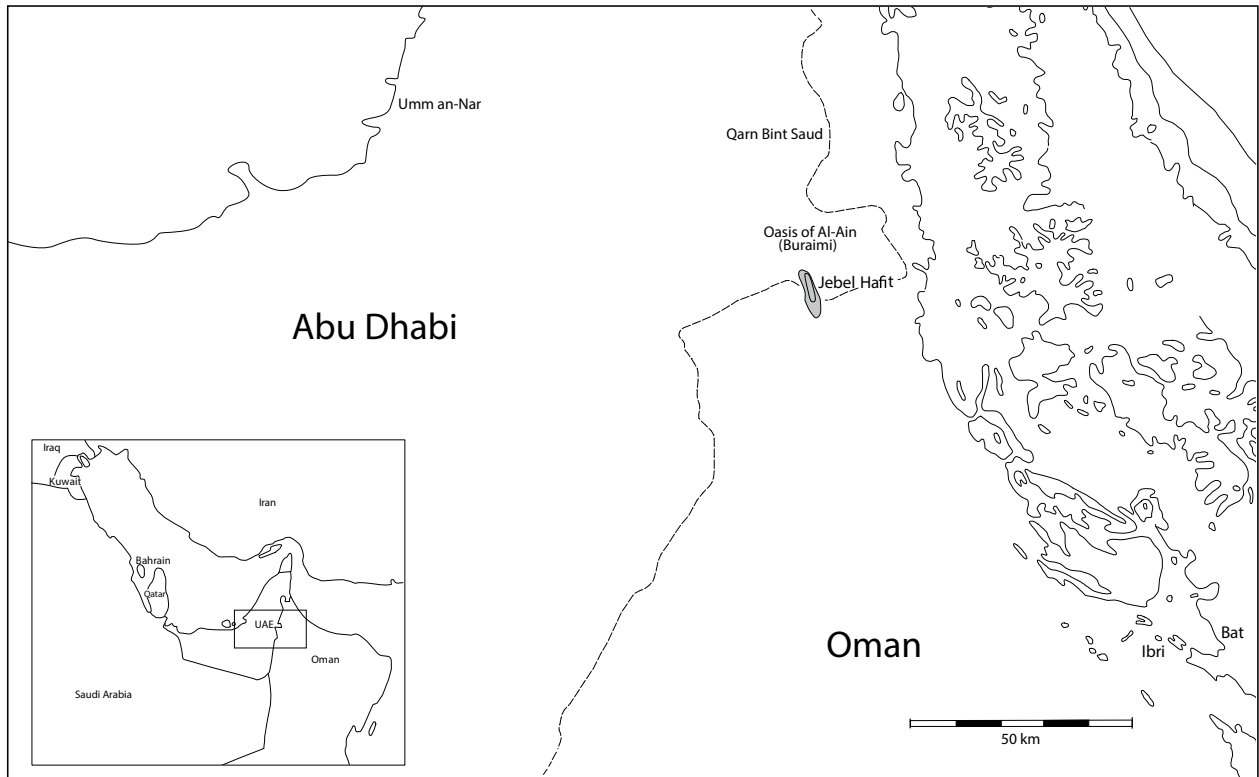 Umm an-Nar
Qarn Bint Saud
Oasis of Al-Ain
(Buraimi)
Jebel Hafit
Abu Dhabi
Iraq
Kuwait
Iran
Bahrain
Qatar
UAE
Oman
Saudi Arabia
Oman
Bat
Ibri
50 km